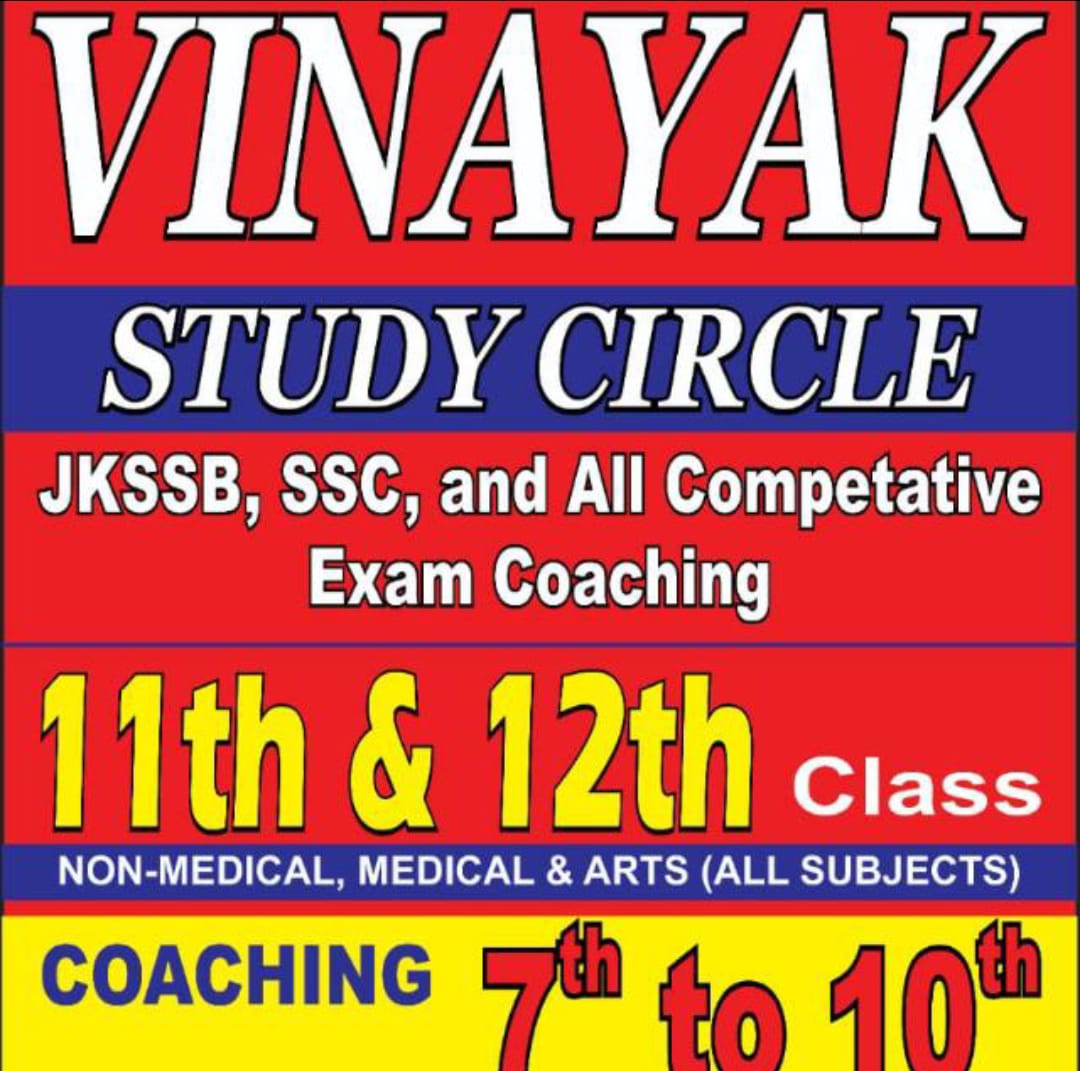 VINAYAK
STUDY CIRCLE
JKSSB, SSC, and All Competative
Exam Coaching
11th & 12th Class
NON-MEDICAL, MEDICAL & ARTS (ALL SUBJECTS)
COACHING 7th to 10th